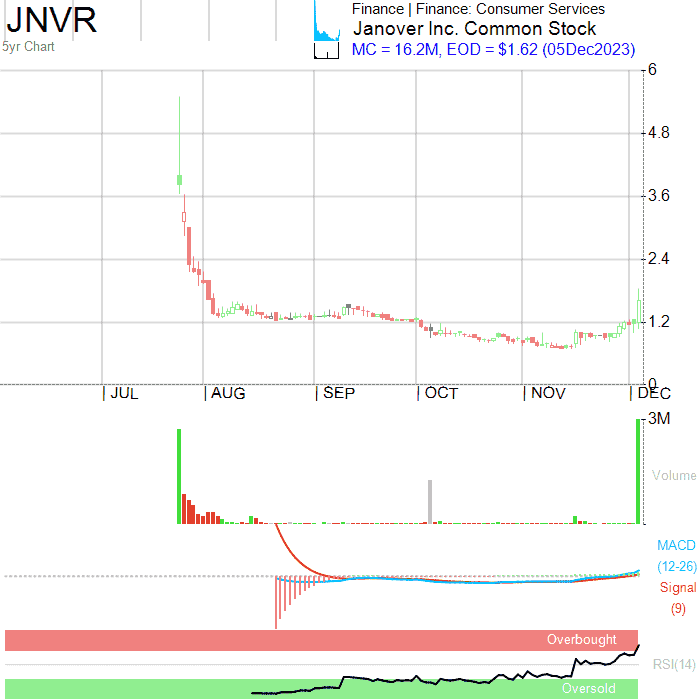 JNVR
5yr Chart
Finance | Finance: Consumer Services
Janover Inc. Common Stock
MC = 16.2M, EOD = $1.62 (05Dec2023)
6
4.8
3.6
2.4
1.2
0
| JUL | AUG | SEP | OCT | NOV | DEC
3M
Volume
MACD
(12-26)
Signal
(9)
Overbought
RSI(14)
Oversold